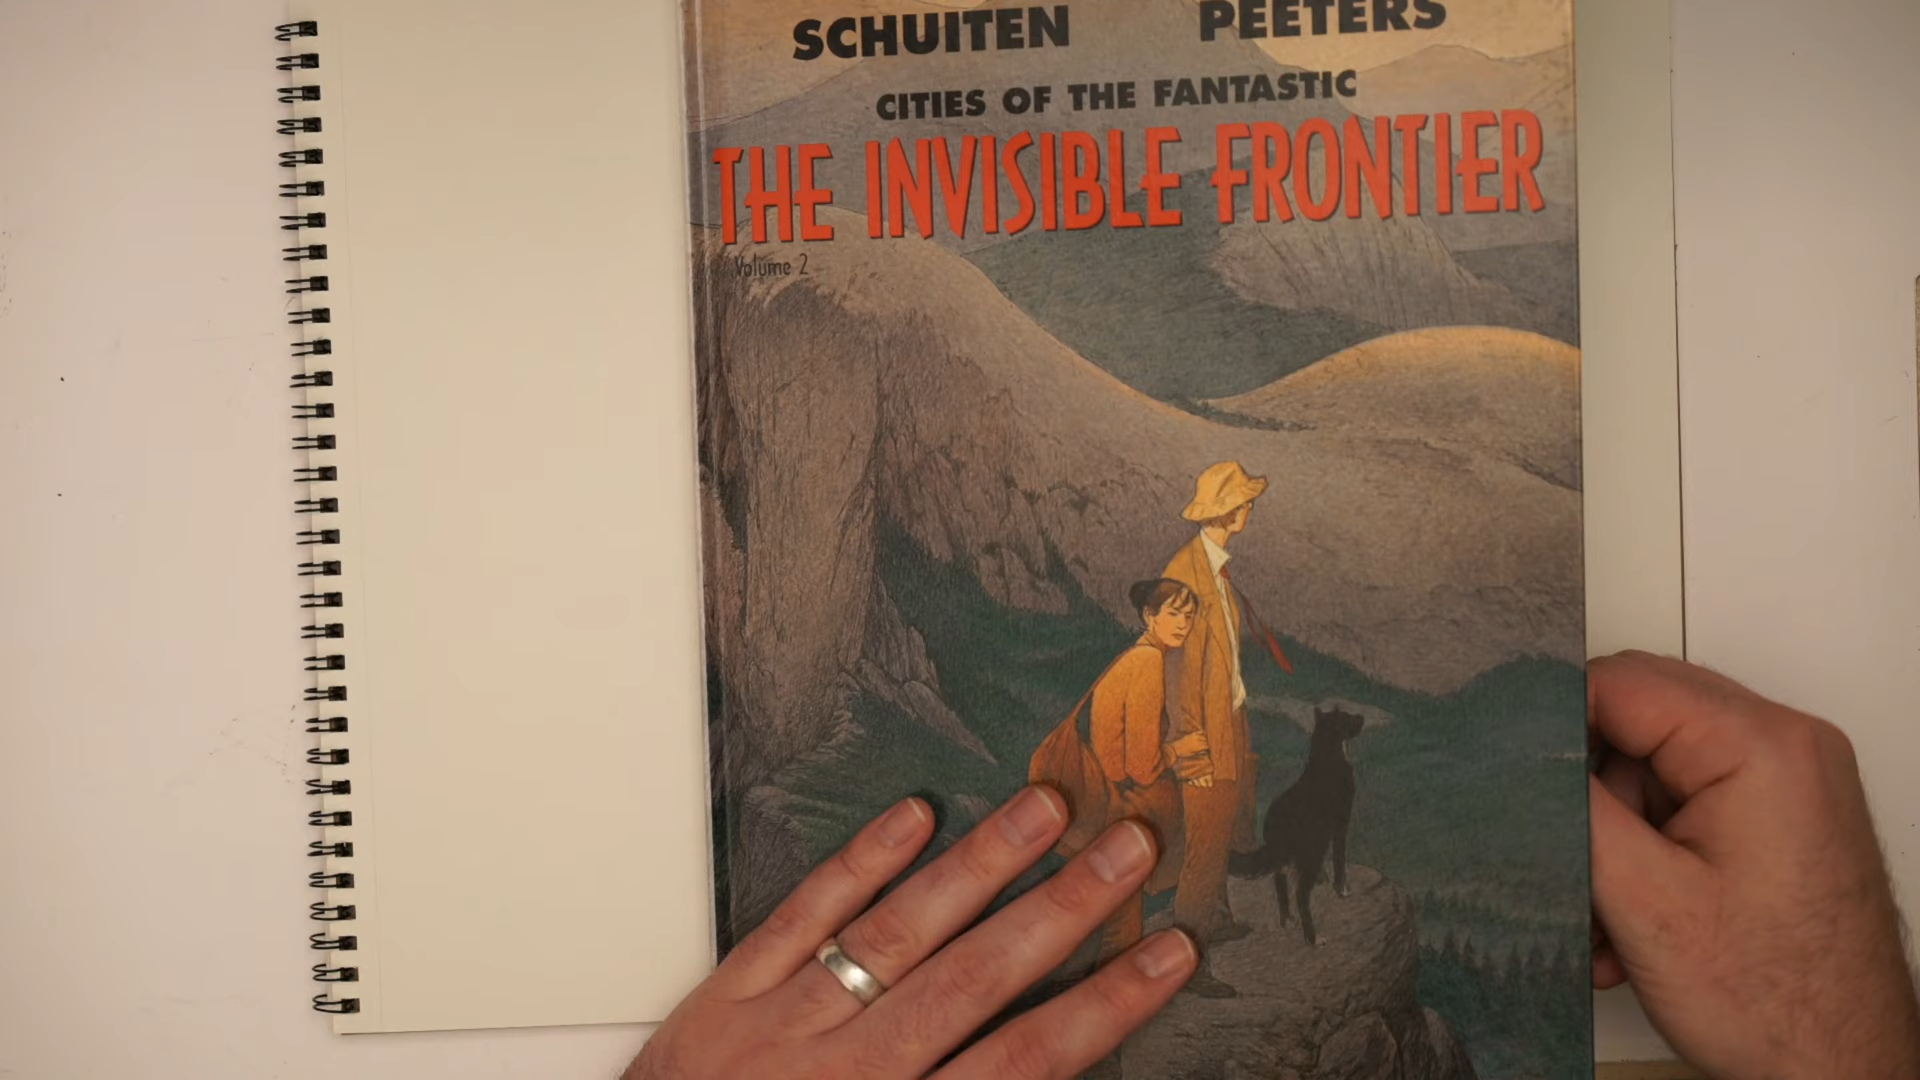 SCHUITEN PEETERS
CITIES OF THE FANTASTIC
THE INVISIBLE FRONTIER
Volume 2